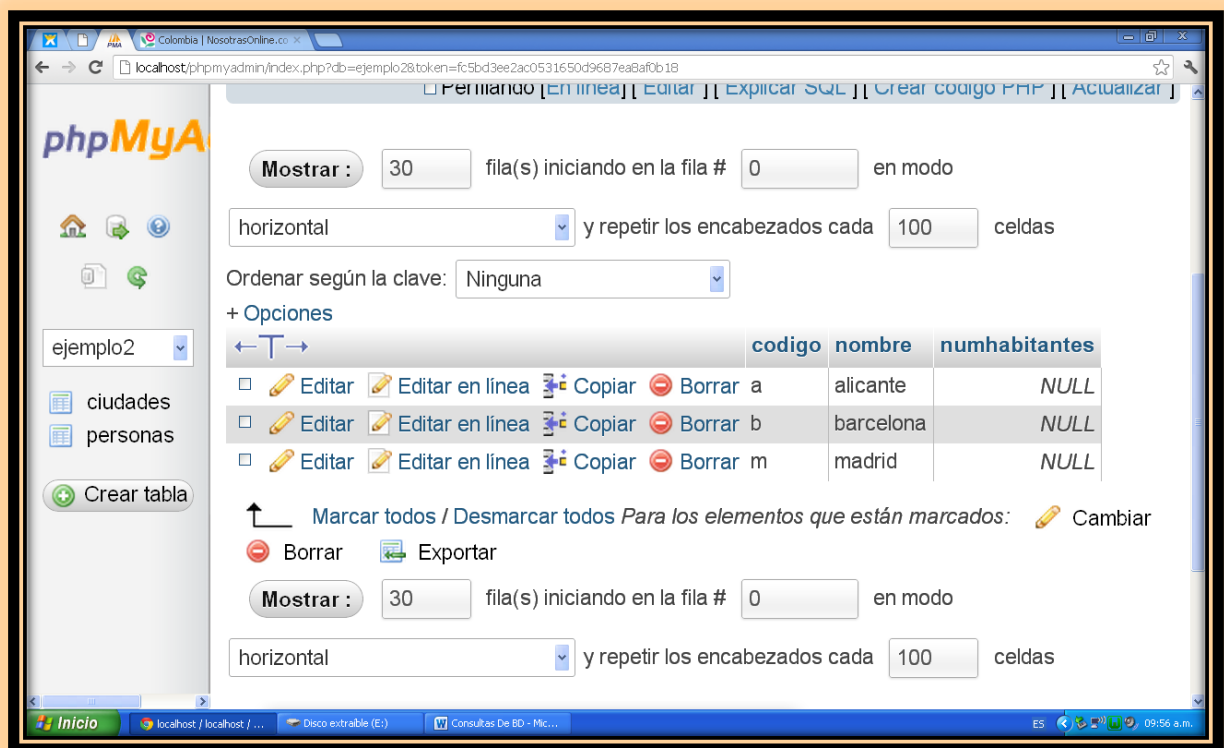 Colombia | NosotrasOnline.co
localhost/phpmyadmin/index.php?db=ejemplo2&token=fc5bd3ee2ac0531650d9687ea8af0b18
Perfilando [En línea] [ Editar ] [ Explicar SQL ] [ Crear código PHP ] [ Actualizar ]
phpMyA
Mostrar : 30 fila(s) iniciando en la fila # 0 en modo
horizontal y repetir los encabezados cada 100 celdas
Ordenar según la clave: Ninguna
+ Opciones
ejemplo2
ciudades
personas
Crear tabla
←T→ codigo nombre numhabitantes
Editar Editar en línea Copiar Borrar a alicante NULL
Editar Editar en línea Copiar Borrar b barcelona NULL
Editar Editar en línea Copiar Borrar m madrid NULL
Marcar todos / Desmarcar todos Para los elementos que están marcados: Cambiar
Borrar Exportar
Mostrar : 30 fila(s) iniciando en la fila # 0 en modo
horizontal y repetir los encabezados cada 100 celdas
Inicio localhost / localhost / ... Disco extraíble (E:) Consultas De BD - Mic... ES 09:56 a.m.